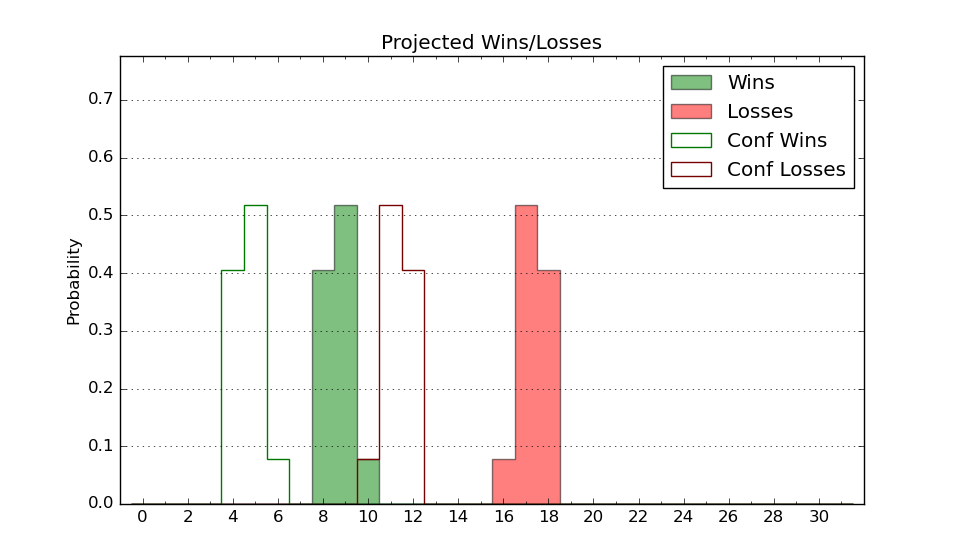 Projected Wins/Losses
Wins
Losses
Conf Wins
Conf Losses
Probability
0.7
0.6
0.5
0.4
0.3
0.2
0.1
0.0
0 2 4 6 8 10 12 14 16 18 20 22 24 26 28 30